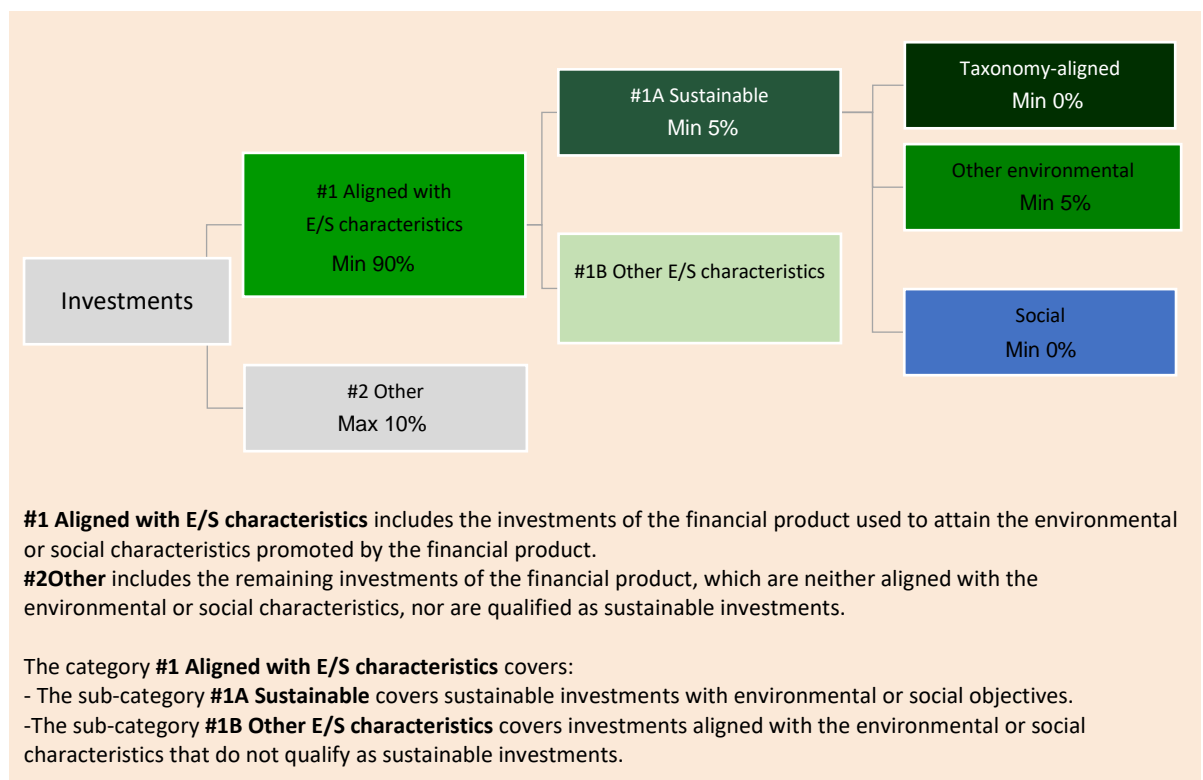 Investments
#1 Aligned with
E/S characteristics
Min 90%
#2 Other
Max 10%
#1A Sustainable
Min 5%
#1B Other E/S characteristics
Taxonomy-aligned
Min 0%
Other environmental
Min 5%
Social
Min 0%
#1 Aligned with E/S characteristics includes the investments of the financial product used to attain the environmental
or social characteristics promoted by the financial product.
#2Other includes the remaining investments of the financial product, which are neither aligned with the
environmental or social characteristics, nor are qualified as sustainable investments.
The category #1 Aligned with E/S characteristics covers:
- The sub-category #1A Sustainable covers sustainable investments with environmental or social objectives.
-The sub-category #1B Other E/S characteristics covers investments aligned with the environmental or social
characteristics that do not qualify as sustainable investments.